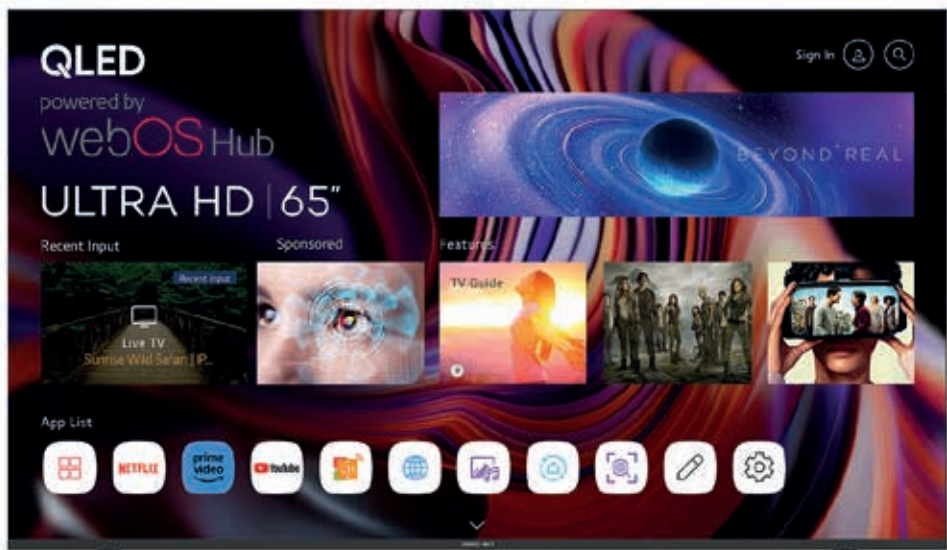 QLED
powered by
webOS Hub
ULTRA HD | 65"
Sign In
BEYOND REAL
Recent Input
Sponsored
Features
Recent Input
Live TV
Sunrise Wild Safari | IP...
TV Guide
App List
NETFLIX
prime video
YouTube